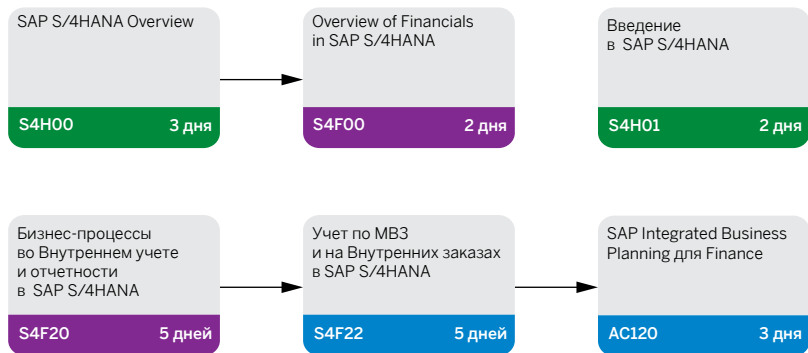 SAP S/4HANA Overview
S4H00 3 дня
Overview of Financials
in SAP S/4HANA
S4F00 2 дня
Введение
в SAP S/4HANA
S4H01 2 дня
Бизнес-процессы
во Внутреннем учете
и отчетности
в SAP S/4HANA
S4F20 5 дней
Учет по МВЗ
и на Внутренних заказах
в SAP S/4HANA
S4F22 5 дней
SAP Integrated Business
Planning для Finance
AC120 3 дня